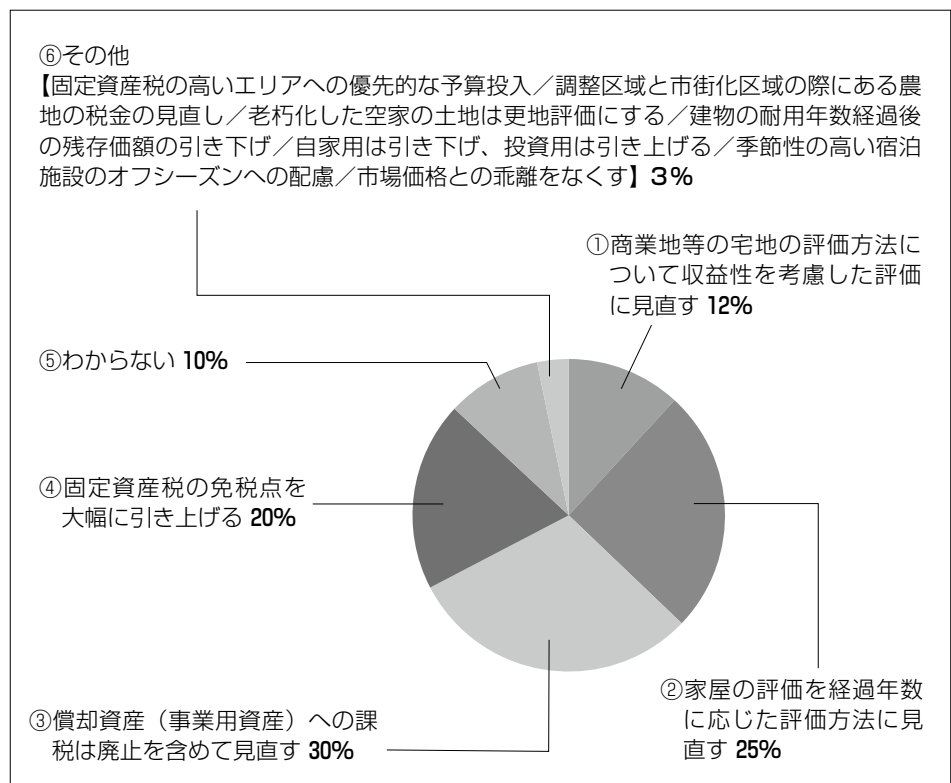 ⑥その他
【固定資産税の高いエリアへの優先的な予算投入／調整区域と市街化区域の際にある農
地の税金の見直し／老朽化した空家の土地は更地評価にする／建物の耐用年数経過後
の残存価額の引き下げ／自家用は引き下げ、投資用は引き上げる／季節性の高い宿泊
施設のオフシーズンへの配慮／市場価格との乖離をなくす】3%
①商業地等の宅地の評価方法に
ついて収益性を考慮した評価
に見直す 12%
⑤わからない 10%
④固定資産税の免税点を
大幅に引き上げる 20%
②家屋の評価を経過年数
に応じた評価方法に見
直す 25%
③償却資産（事業用資産）への課
税は廃止を含めて見直す 30%